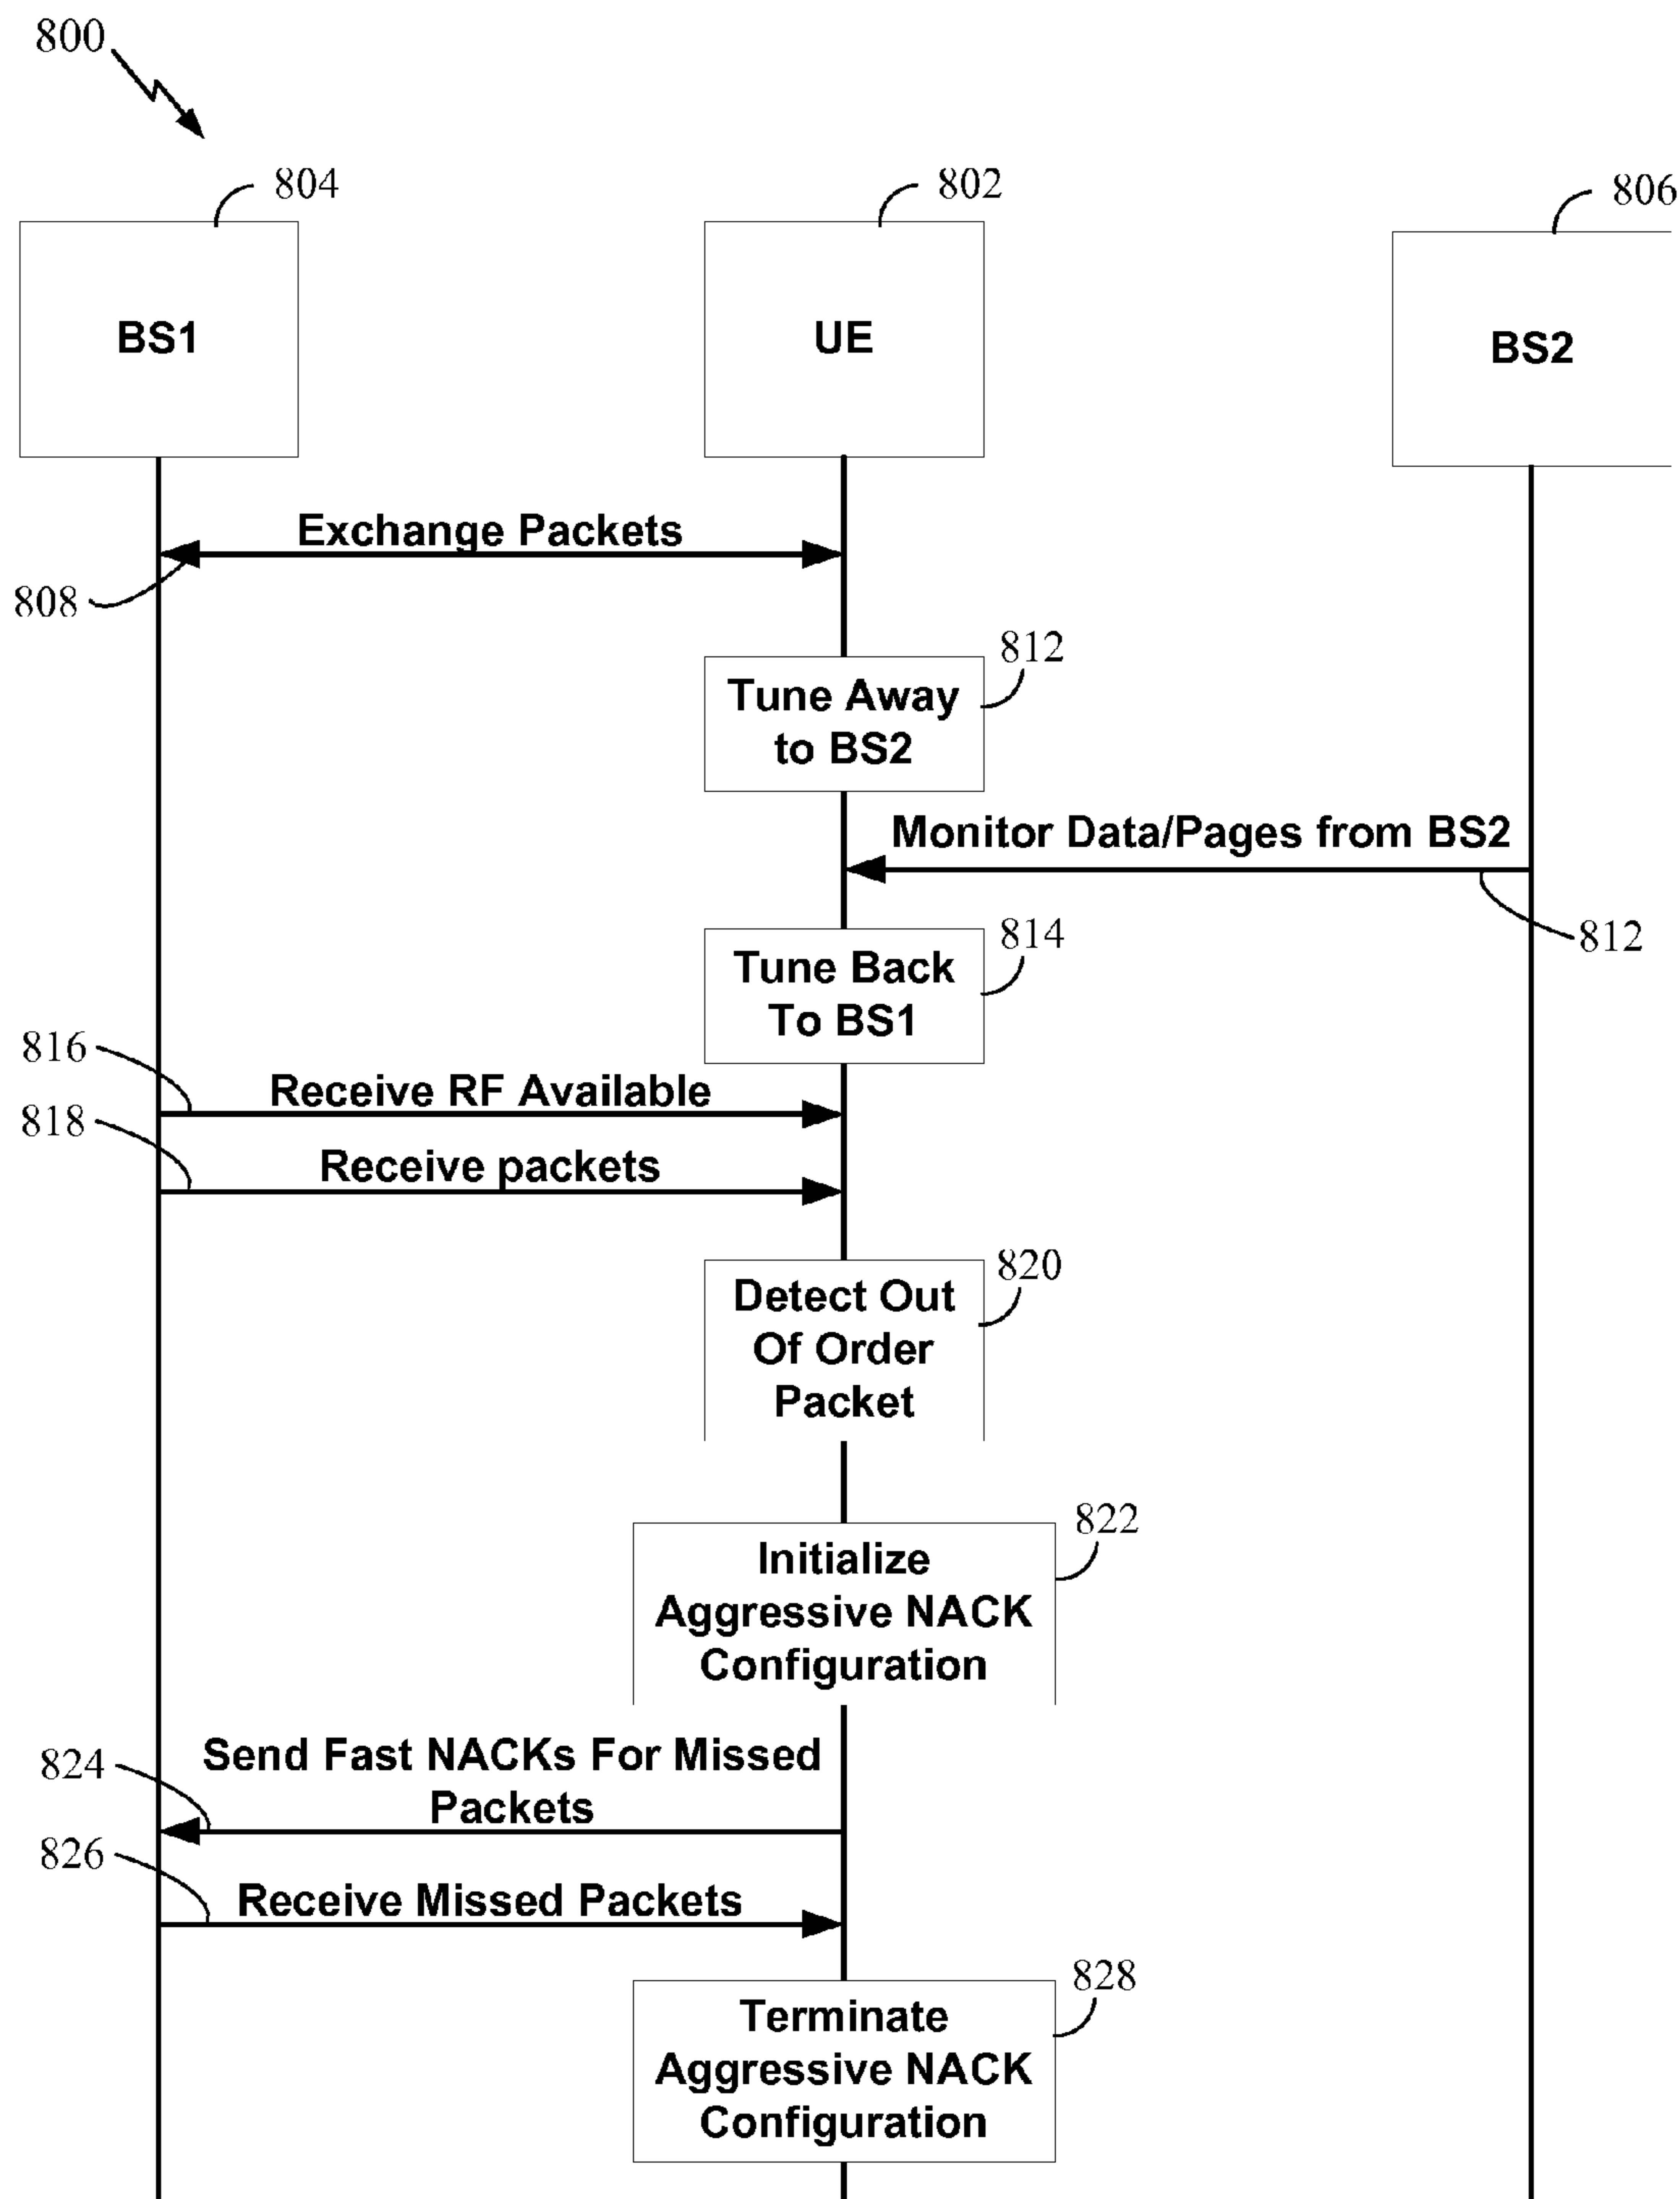 800
804
802
806
BS1
UE
BS2
Exchange Packets
808
812
Tune Away
to BS2
Monitor Data/Pages from BS2
812
814
Tune Back
To BS1
816
Receive RF Available
818
Receive packets
820
Detect Out
Of Order
Packet
822
Initialize
Aggressive NACK
Configuration
824
Send Fast NACKs For Missed
Packets
826
Receive Missed Packets
828
Terminate
Aggressive NACK
Configuration